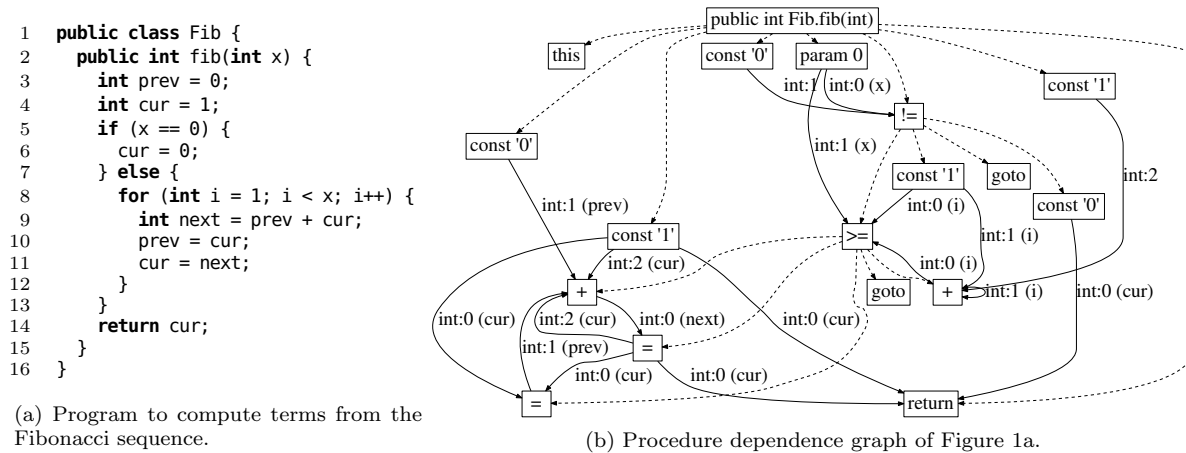 1 public class Fib {
2 public int fib(int x) {
3 int prev = 0;
4 int cur = 1;
5 if (x == 0) {
6 cur = 0;
7 } else {
8 for (int i = 1; i < x; i++) {
9 int next = prev + cur;
10 prev = cur;
11 cur = next;
12 }
13 }
14 return cur;
15 }
16 }
(a) Program to compute terms from the
Fibonacci sequence.
public int Fib.fib(int)
this
const '0'
param 0
const '1'
int:1
int:0 (x)
!=
const '0'
int:1 (x)
const '1'
goto
int:2
const '0'
int:1 (prev)
int:0 (i)
const '1'
>=
int:1 (i)
int:2 (cur)
int:0 (i)
+
goto
+
int:1 (i)
int:0 (cur)
int:0 (cur)
int:2 (cur)
int:0 (next)
int:0 (cur)
int:1 (prev)
=
int:0 (cur)
int:0 (cur)
=
return
(b) Procedure dependence graph of Figure 1a.